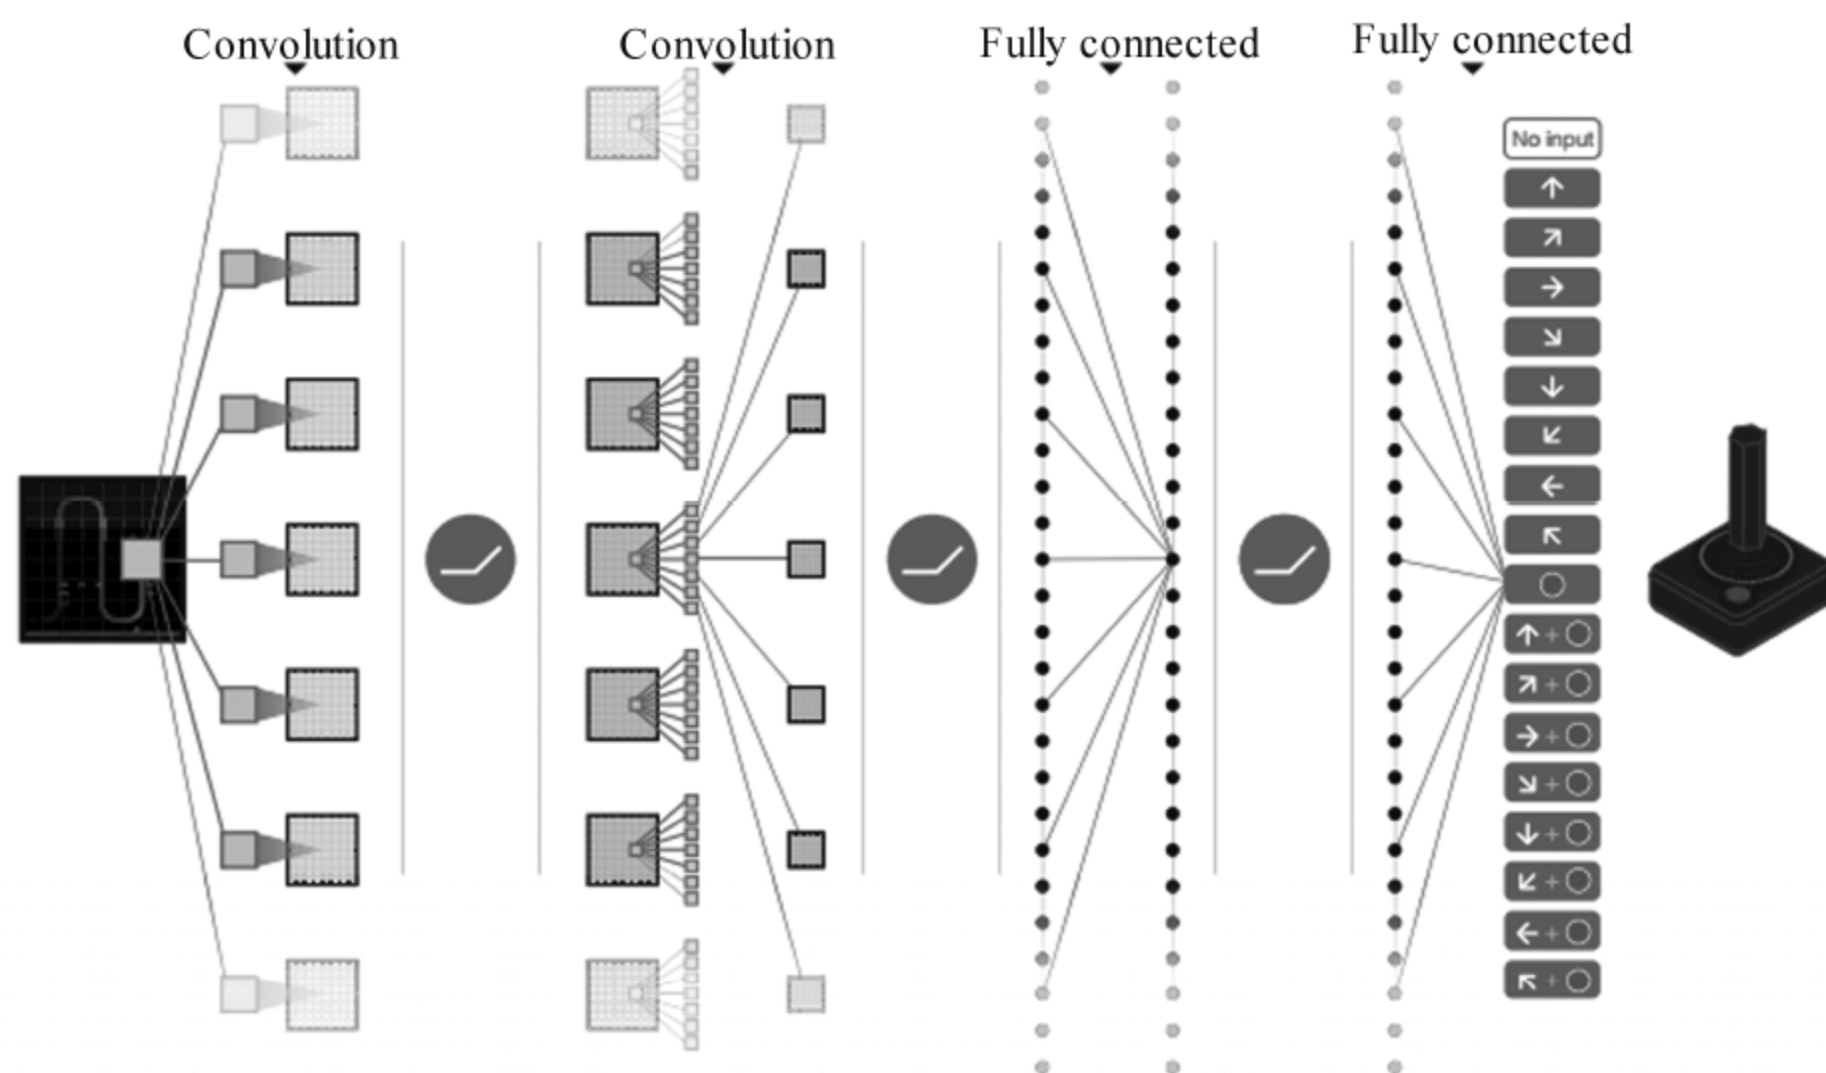 Convolution
Convolution
Fully connected
Fully connected
No input
↑
↗
→
↘
↓
↙
←
↖
○
↑ + ○
↗ + ○
→ + ○
↘ + ○
↓ + ○
↙ + ○
← + ○
↖ + ○